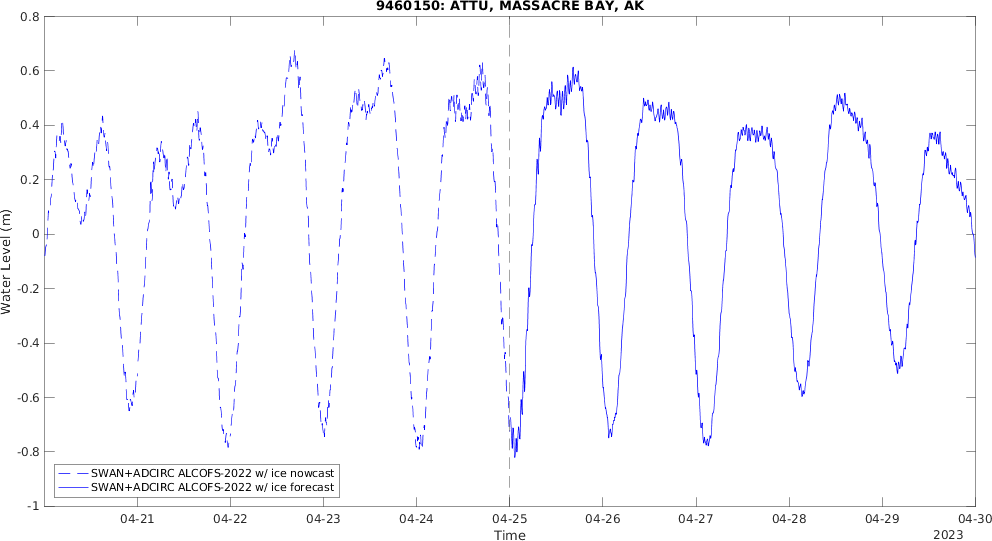 9460150: ATTU, MASSACRE BAY, AK
Water Level (m)
0.8
0.6
0.4
0.2
0
-0.2
-0.4
-0.6
-0.8
-1
SWAN+ADCIRC ALCOFS-2022 w/ ice nowcast
SWAN+ADCIRC ALCOFS-2022 w/ ice forecast
04-21 04-22 04-23 04-24 04-25 04-26 04-27 04-28 04-29 04-30
Time
2023